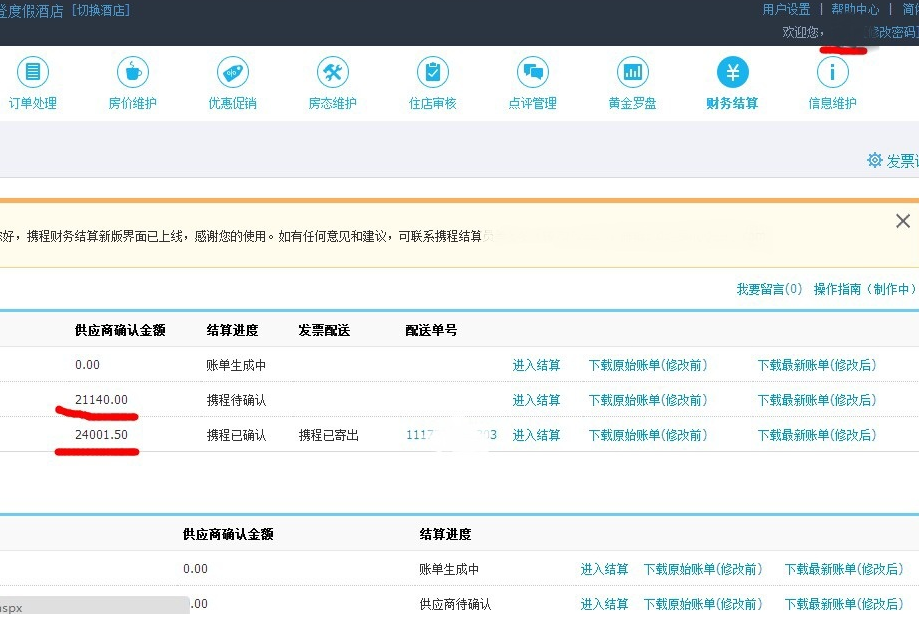 登度假酒店 [切换酒店]
用户设置 | 帮助中心 | 简体
欢迎您， 修改密码]
订单处理 房价维护 优惠促销 房态维护 住店审核 点评管理 黄金罗盘 财务结算 信息维护
发票
您好，携程财务结算新版界面已上线，感谢您的使用。如有任何意见和建议，可联系携程结算员
我要留言(0) 操作指南（制作中）
供应商确认金额 结算进度 发票配送 配送单号
0.00 账单生成中 进入结算 下载原始账单(修改前) 下载最新账单(修改后)
21140.00 携程待确认 进入结算 下载原始账单(修改前) 下载最新账单(修改后)
24001.50 携程已确认 携程已寄出 进入结算 下载原始账单(修改前) 下载最新账单(修改后)
供应商确认金额 结算进度
0.00 账单生成中 进入结算 下载原始账单(修改前) 下载最新账单(修改后)
aspx .00 供应商待确认 进入结算 下载原始账单(修改前) 下载最新账单(修改后)